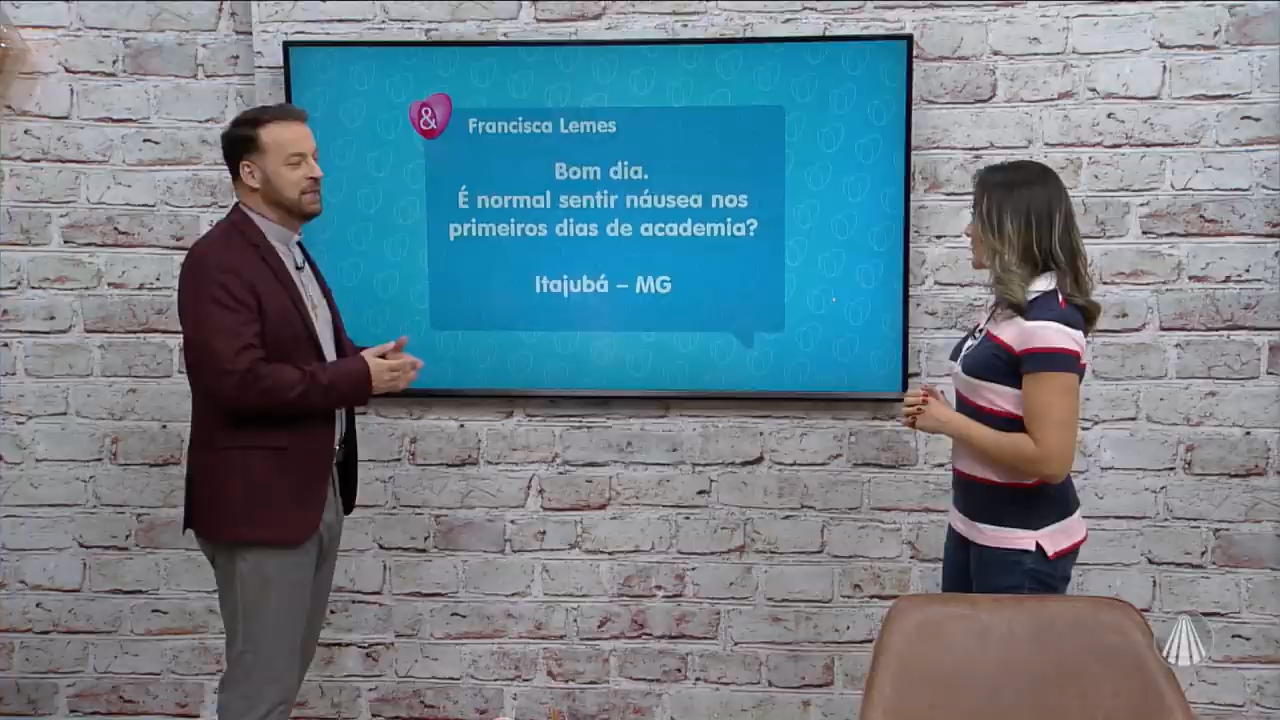 &
Francisca Lemes
Bom dia.
É normal sentir náusea nos
primeiros dias de academia?
Itajubá – MG